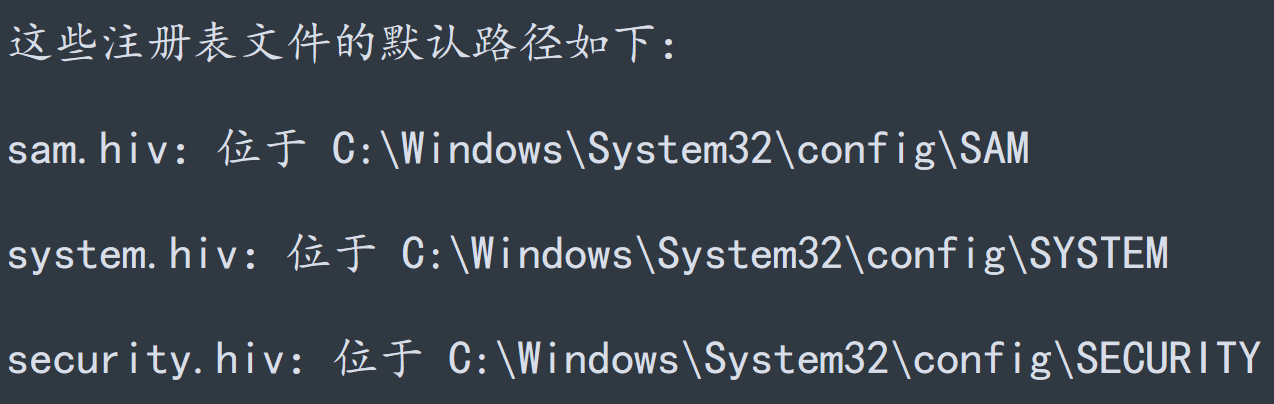 这些注册表文件的默认路径如下：
sam.hiv：位于 C:\Windows\System32\config\SAM
system.hiv：位于 C:\Windows\System32\config\SYSTEM
security.hiv：位于 C:\Windows\System32\config\SECURITY